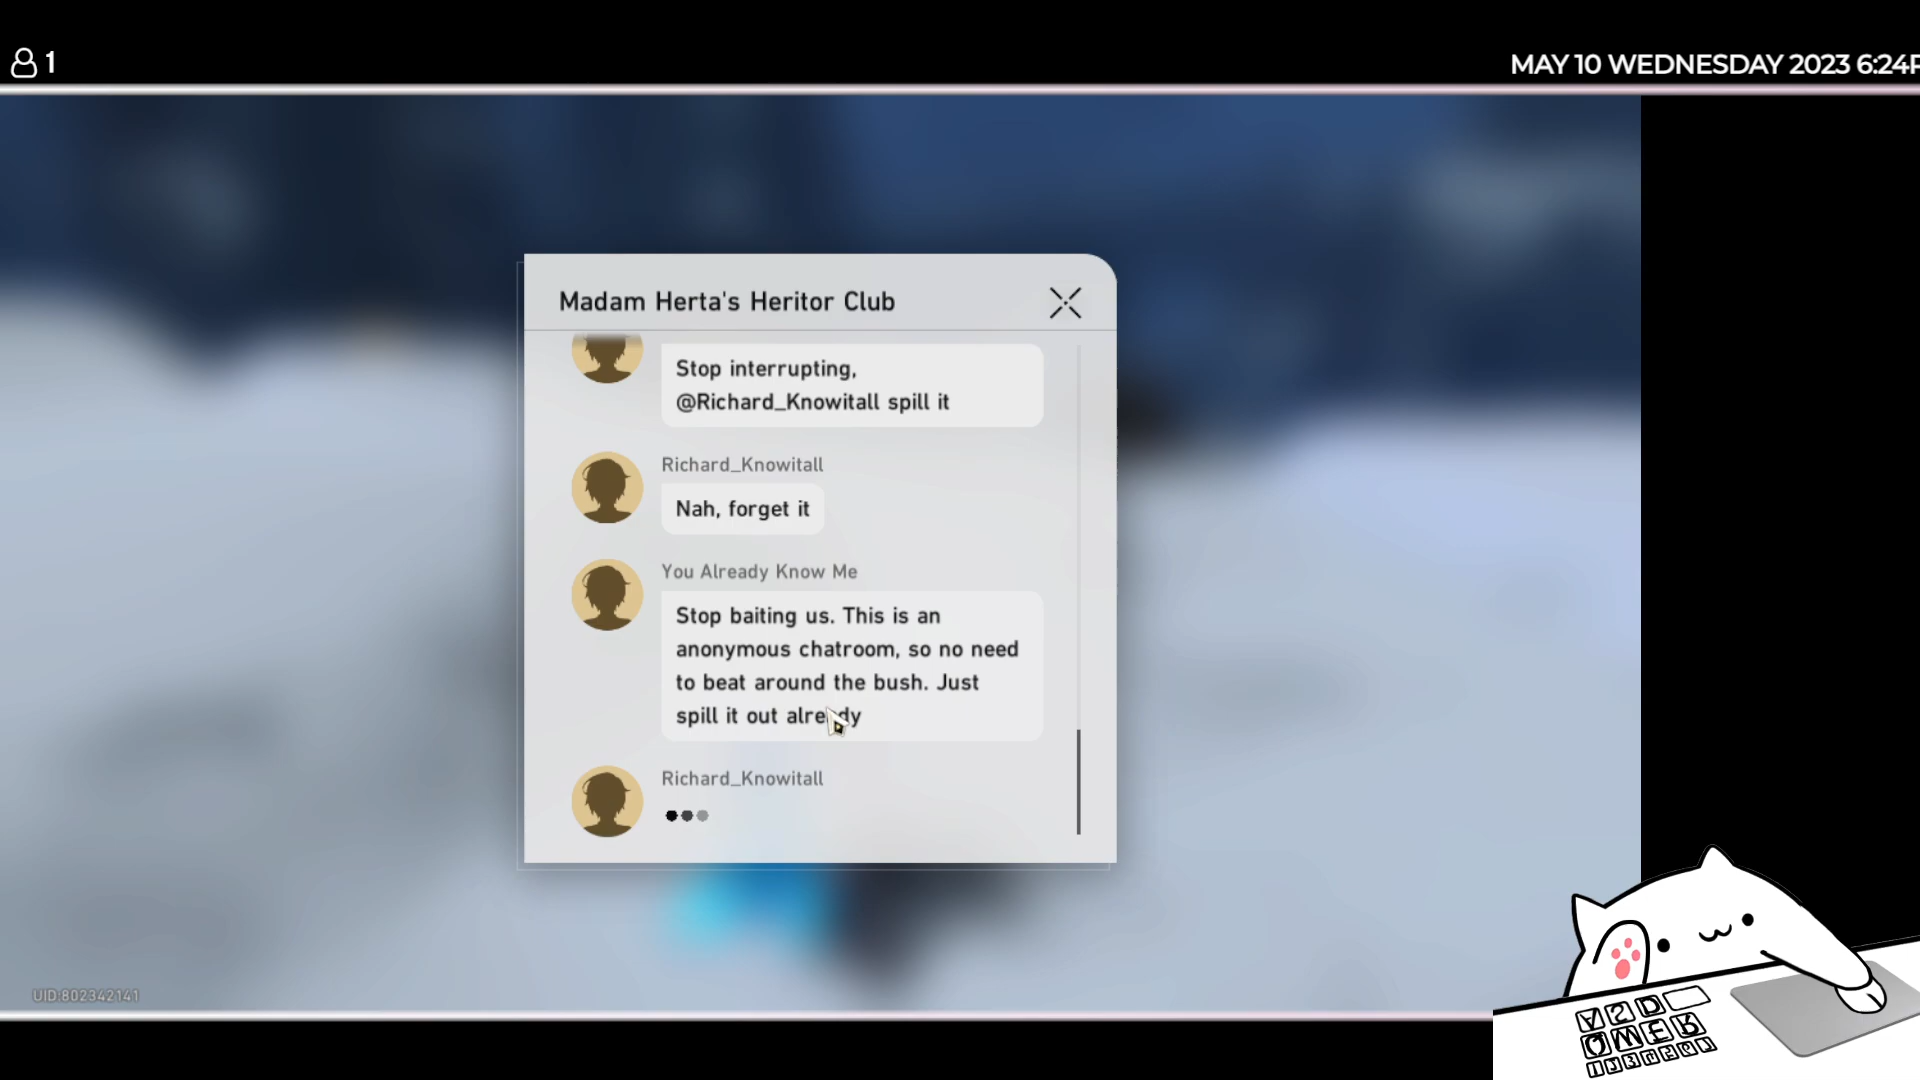 1
MAY 10 WEDNESDAY 2023 6:24P
Madam Herta's Heritor Club
Stop interrupting,
@Richard_Knowitall spill it
Richard_Knowitall
Nah, forget it
You Already Know Me
Stop baiting us. This is an
anonymous chatroom, so no need
to beat around the bush. Just
spill it out already
Richard_Knowitall
UID:802342141
A S D
Q W E R